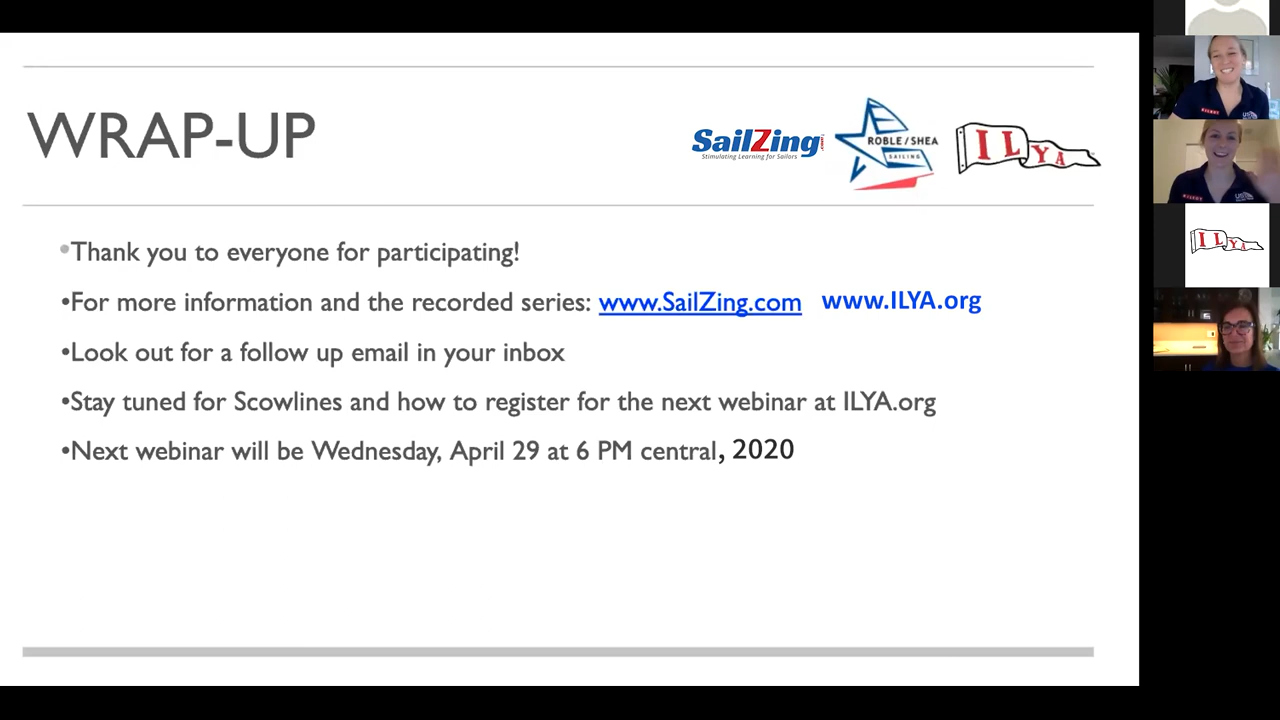 WRAP-UP
SailZing
Stimulating Learning for Sailors
ROBLE/SHEA
SAILING
ILYA
•Thank you to everyone for participating!
•For more information and the recorded series: www.SailZing.com www.ILYA.org
•Look out for a follow up email in your inbox
•Stay tuned for Scowlines and how to register for the next webinar at ILYA.org
•Next webinar will be Wednesday, April 29 at 6 PM central, 2020
ILYA